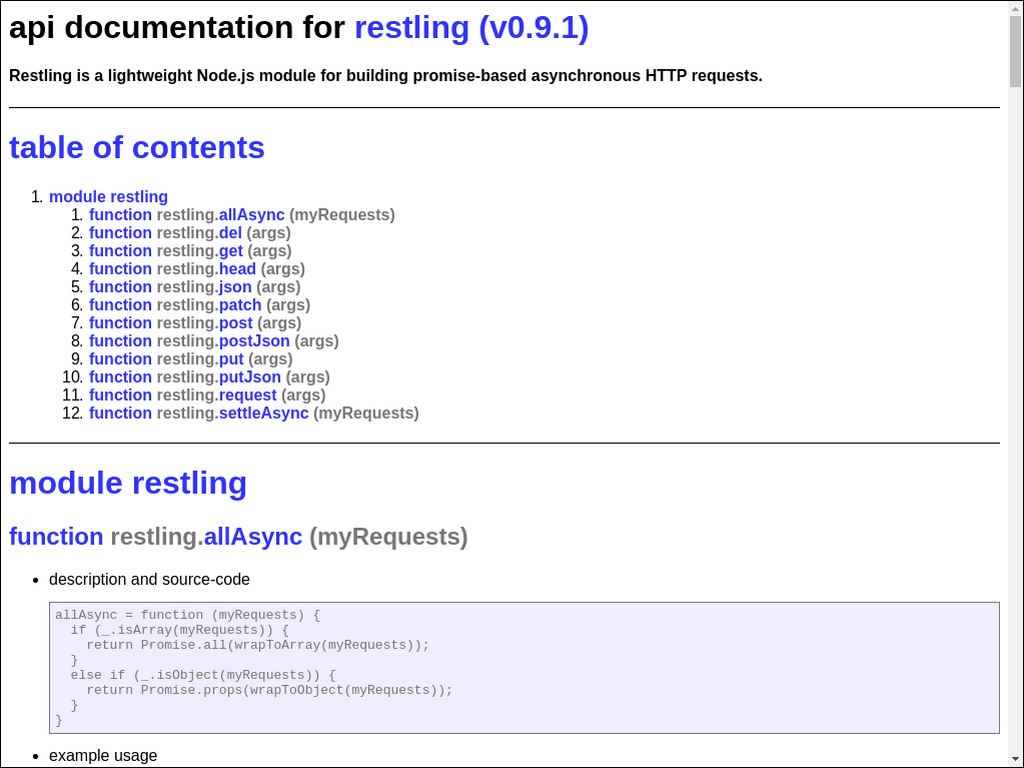 api documentation for restling (v0.9.1)
Restling is a lightweight Node.js module for building promise-based asynchronous HTTP requests.
table of contents
1. module restling
1. function restling.allAsync (myRequests)
2. function restling.del (args)
3. function restling.get (args)
4. function restling.head (args)
5. function restling.json (args)
6. function restling.patch (args)
7. function restling.post (args)
8. function restling.postJson (args)
9. function restling.put (args)
10. function restling.putJson (args)
11. function restling.request (args)
12. function restling.settleAsync (myRequests)
module restling
function restling.allAsync (myRequests)
• description and source-code
allAsync = function (myRequests) {
  if (_.isArray(myRequests)) {
    return Promise.all(wrapToArray(myRequests));
  }
  else if (_.isObject(myRequests)) {
    return Promise.props(wrapToObject(myRequests));
  }
}
• example usage